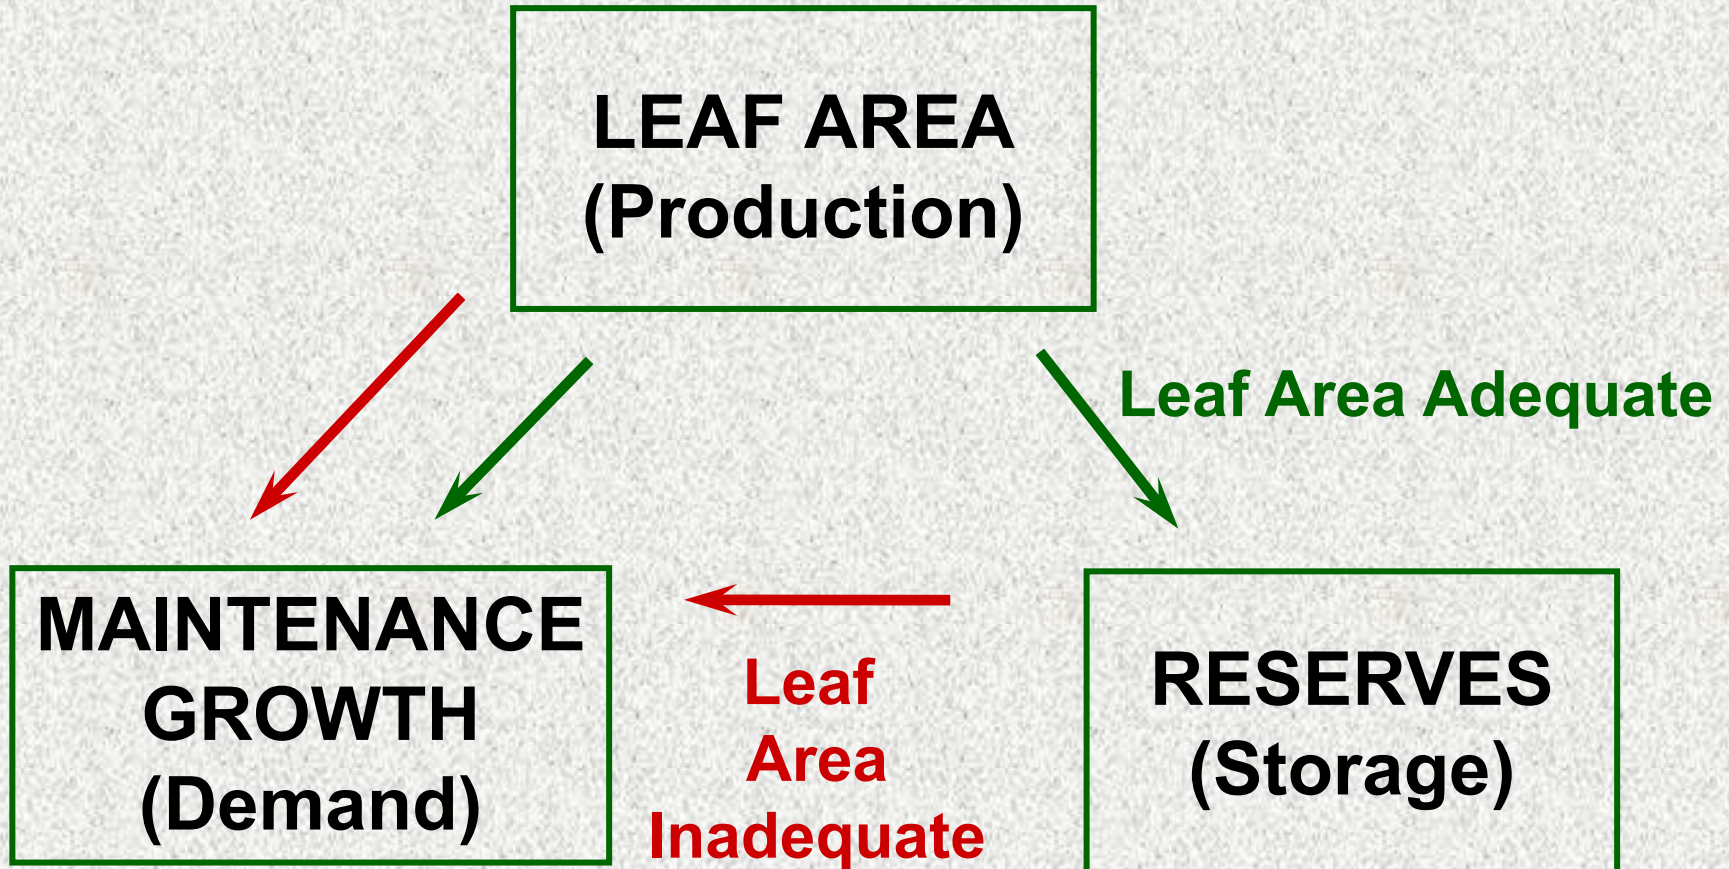 LEAF AREA
(Production)
Leaf Area Adequate
MAINTENANCE
GROWTH
(Demand)
Leaf
Area
Inadequate
RESERVES
(Storage)